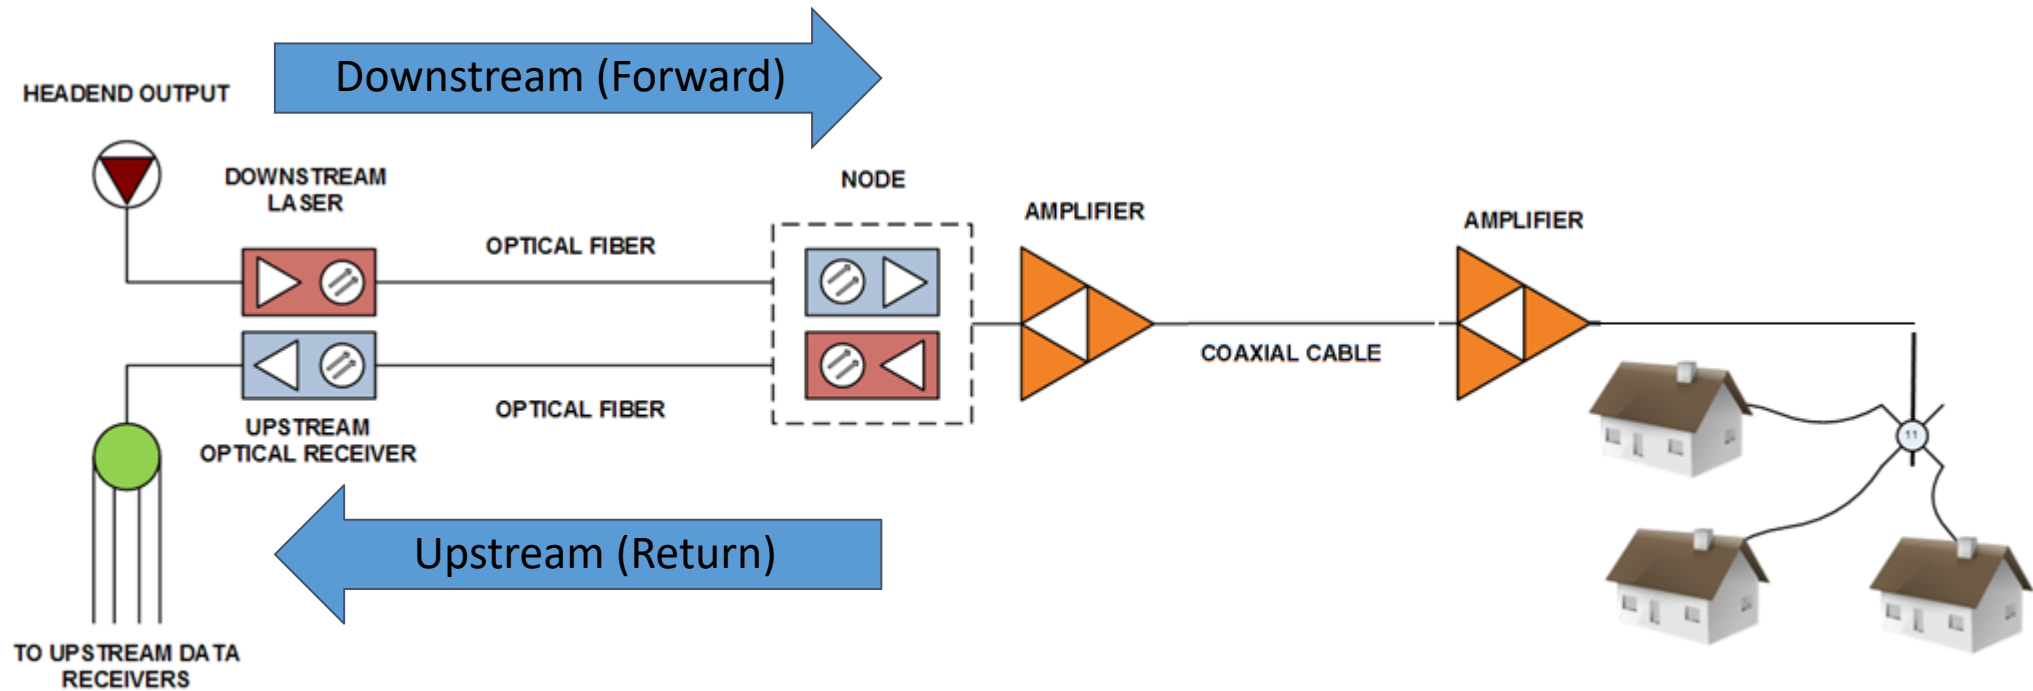 Downstream (Forward)
HEADEND OUTPUT
DOWNSTREAM
LASER
NODE
AMPLIFIER
AMPLIFIER
OPTICAL FIBER
COAXIAL CABLE
OPTICAL FIBER
UPSTREAM
OPTICAL RECEIVER
11
Upstream (Return)
TO UPSTREAM DATA
RECEIVERS